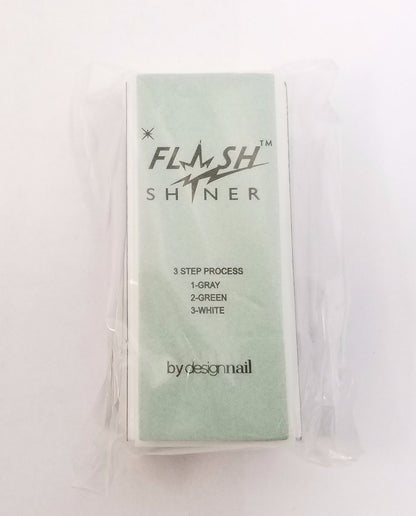 FLASH™
SHINER
3 STEP PROCESS
1-GRAY
2-GREEN
3-WHITE
by designnail